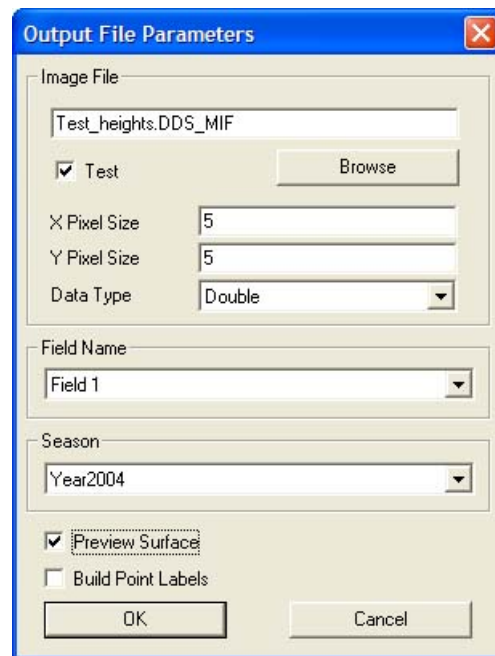 Output File Parameters
Image File
Test_heights.DDS_MIF
Test
Browse
X Pixel Size
5
Y Pixel Size
5
Data Type
Double
Field Name
Field 1
Season
Year2004
Preview Surface
Build Point Labels
OK
Cancel